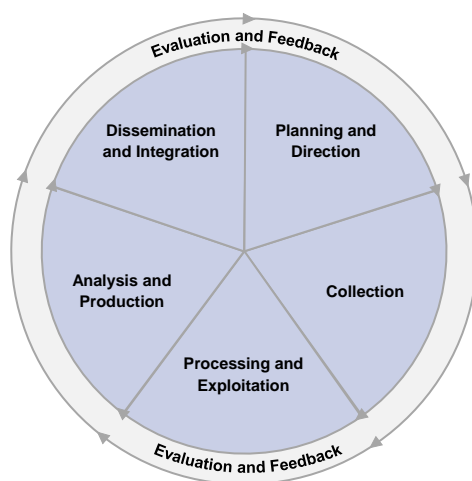 Evaluation and Feedback
Dissemination
and Integration
Planning and
Direction
Analysis and
Production
Collection
Processing and
Exploitation
Evaluation and Feedback